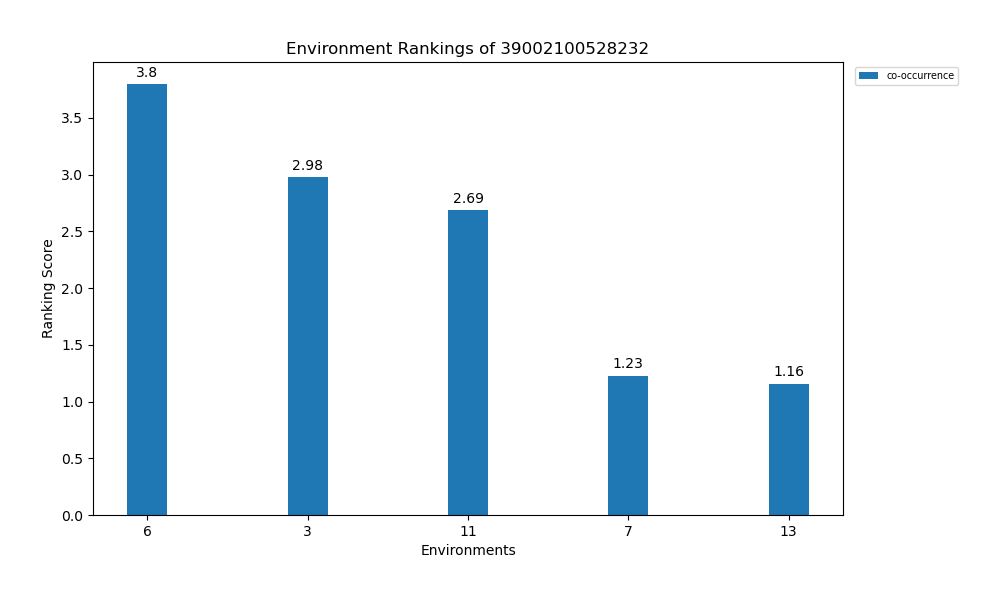 Environment Rankings of 39002100528232
co-occurrence
3.8
2.98
2.69
1.23
1.16
Ranking Score
3.5
3.0
2.5
2.0
1.5
1.0
0.5
0.0
6 3 11 7 13
Environments